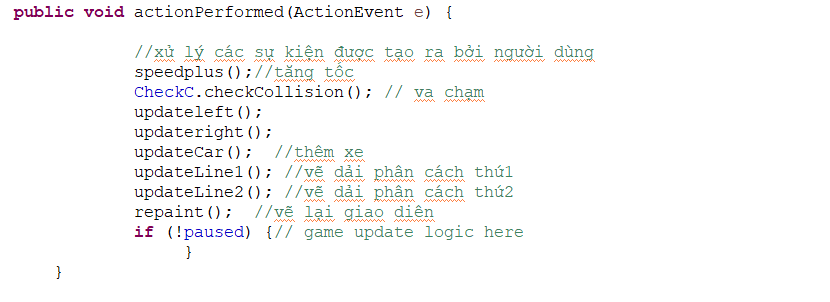 public void actionPerformed(ActionEvent e) {
//xử lý các sự kiện được tạo ra bởi người dùng
speedplus();//tăng tốc
CheckC.checkCollision(); // va chạm
updateleft();
updateright();
updateCar();  //thêm xe
updateLine1(); //vẽ dải phân cách thứ1
updateLine2(); //vẽ dải phân cách thứ2
repaint();  //vẽ lại giao diên
if (!paused) {// game update logic here
}
}